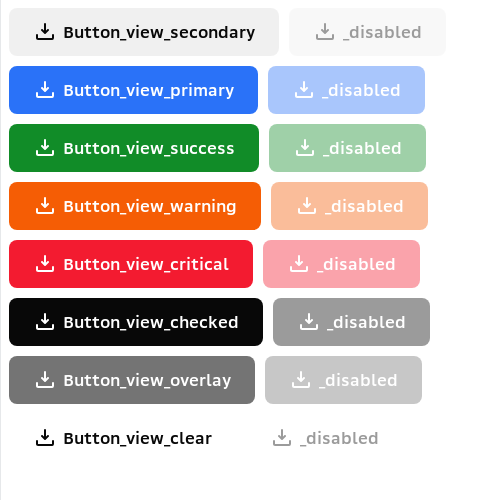 Button_view_secondary _disabled
Button_view_primary _disabled
Button_view_success _disabled
Button_view_warning _disabled
Button_view_critical _disabled
Button_view_checked _disabled
Button_view_overlay _disabled
Button_view_clear _disabled